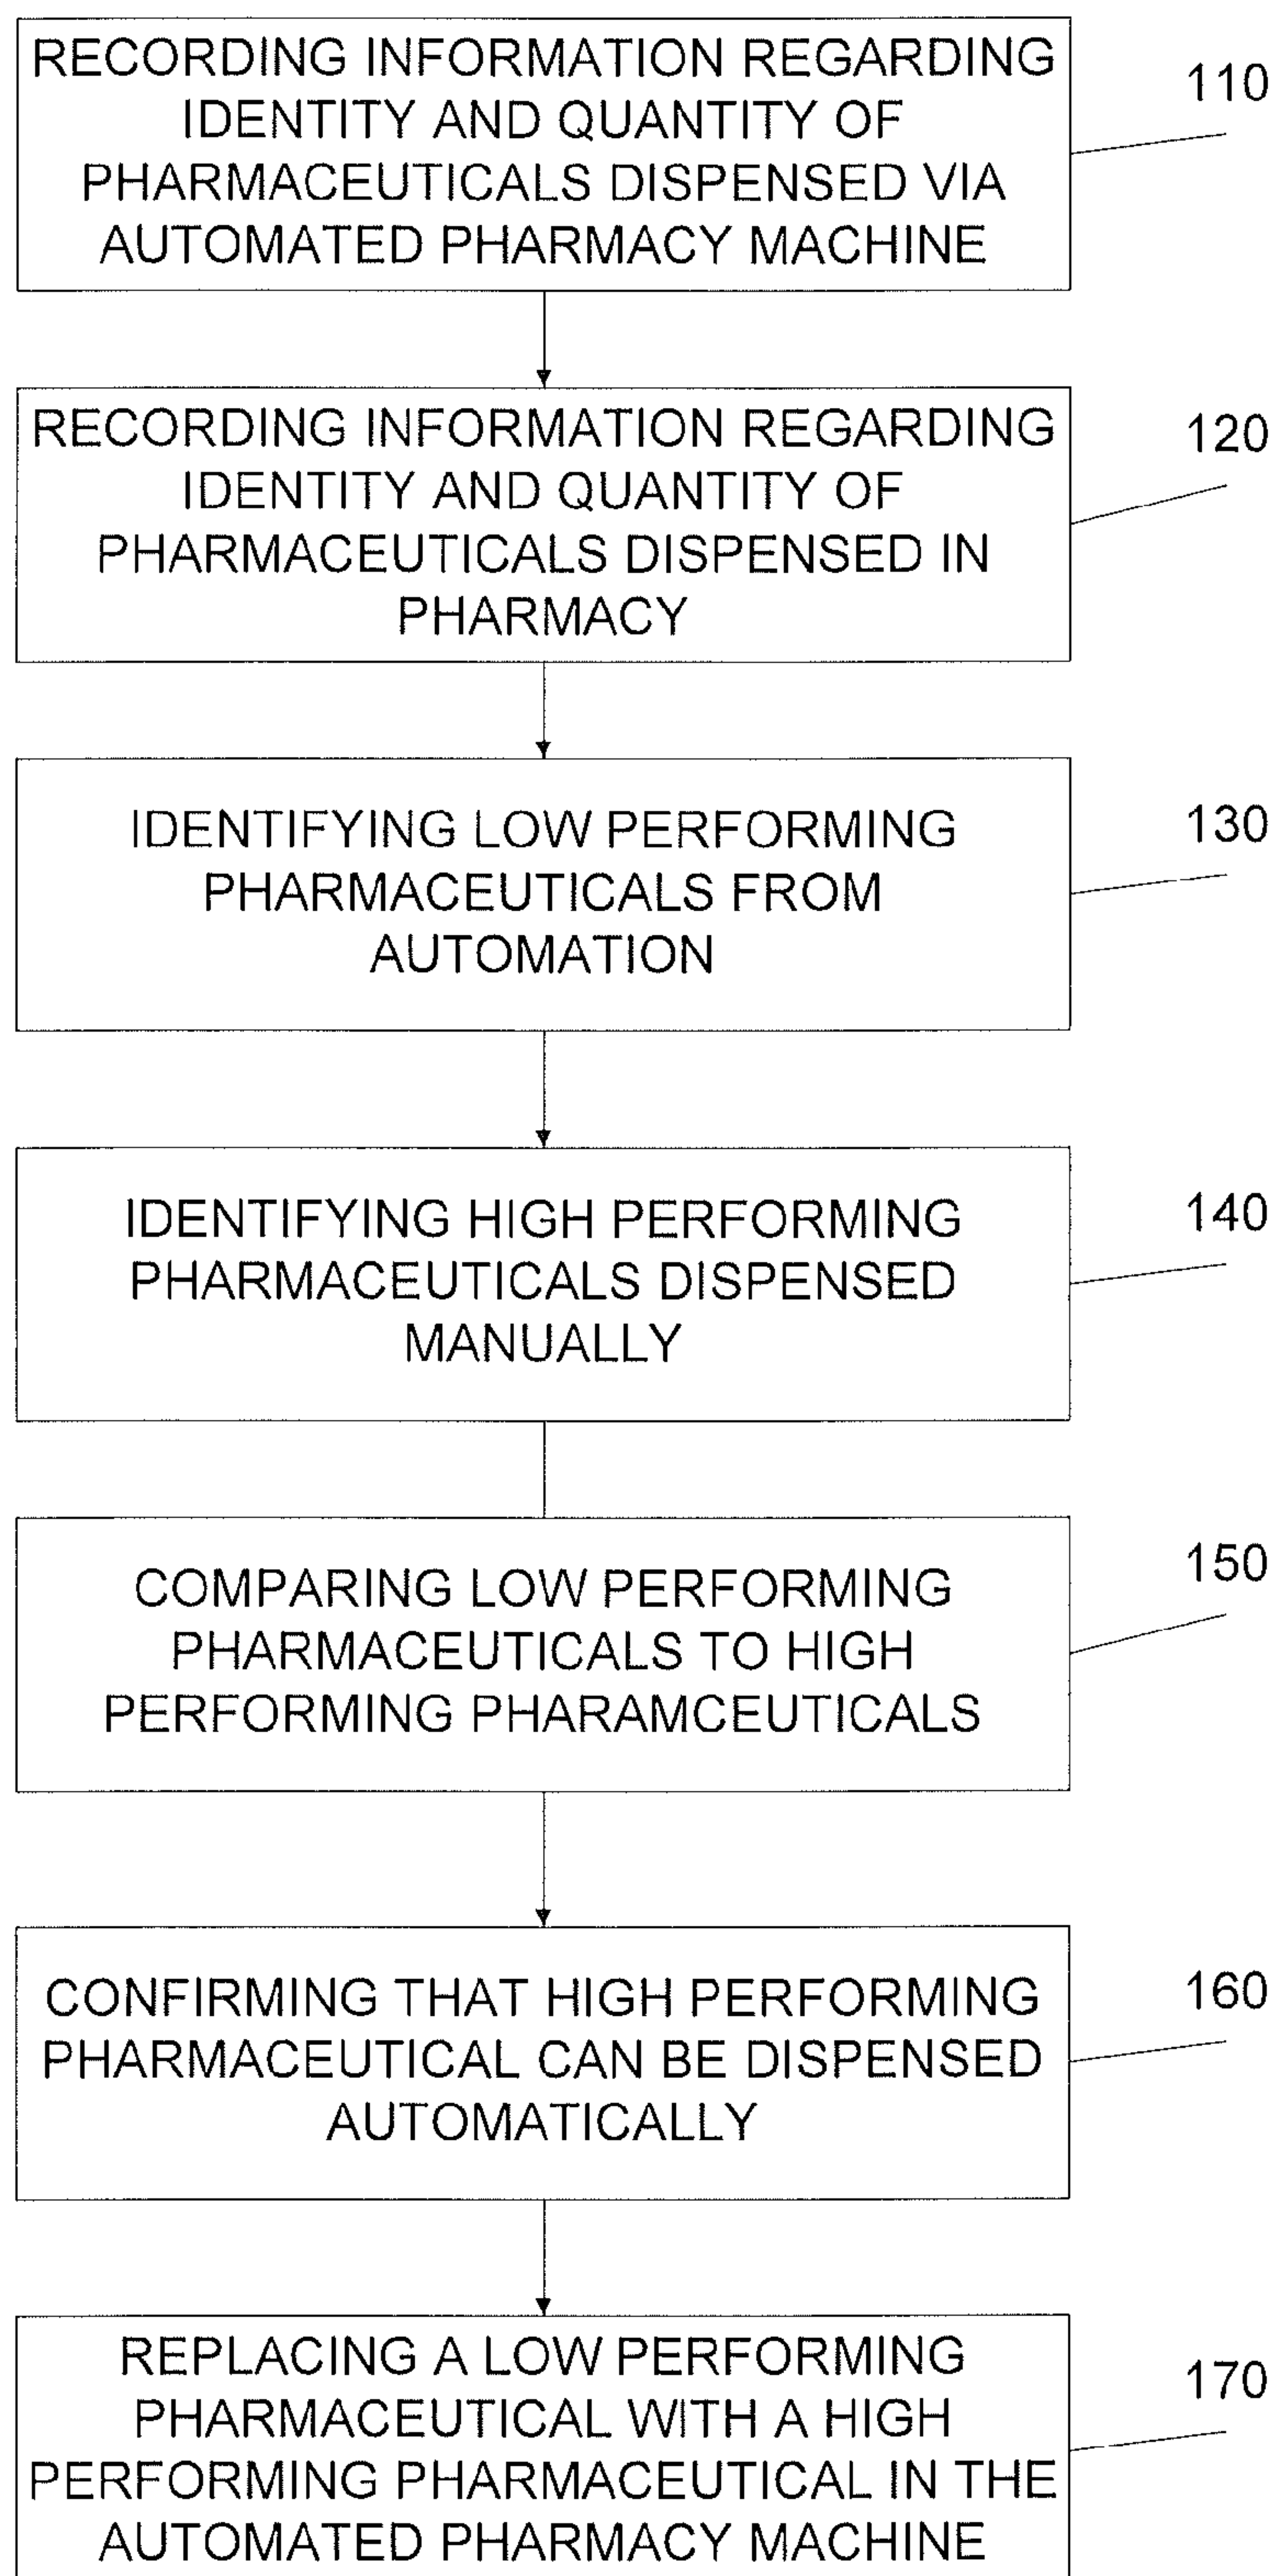 RECORDING INFORMATION REGARDING
IDENTITY AND QUANTITY OF
PHARMACEUTICALS DISPENSED VIA
AUTOMATED PHARMACY MACHINE
110
RECORDING INFORMATION REGARDING
IDENTITY AND QUANTITY OF
PHARMACEUTICALS DISPENSED IN
PHARMACY
120
IDENTIFYING LOW PERFORMING
PHARMACEUTICALS FROM
AUTOMATION
130
IDENTIFYING HIGH PERFORMING
PHARMACEUTICALS DISPENSED
MANUALLY
140
COMPARING LOW PERFORMING
PHARMACEUTICALS TO HIGH
PERFORMING PHARAMCEUTICALS
150
CONFIRMING THAT HIGH PERFORMING
PHARMACEUTICAL CAN BE DISPENSED
AUTOMATICALLY
160
REPLACING A LOW PERFORMING
PHARMACEUTICAL WITH A HIGH
PERFORMING PHARMACEUTICAL IN THE
AUTOMATED PHARMACY MACHINE
170